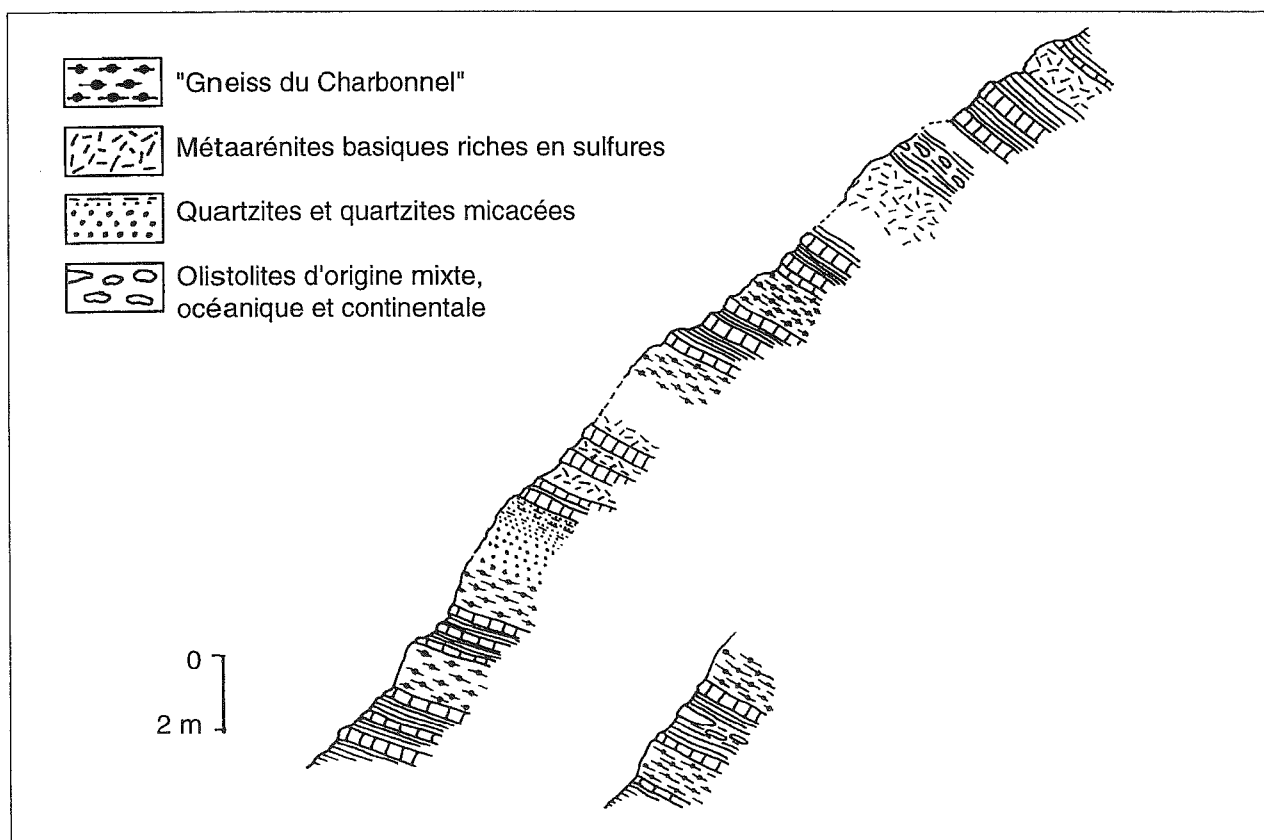 "Gneiss du Charbonnel"
Métaarénites basiques riches en sulfures
Quartzites et quartzites micacées
Olistolites d'origine mixte,
océanique et continentale
0
2 m